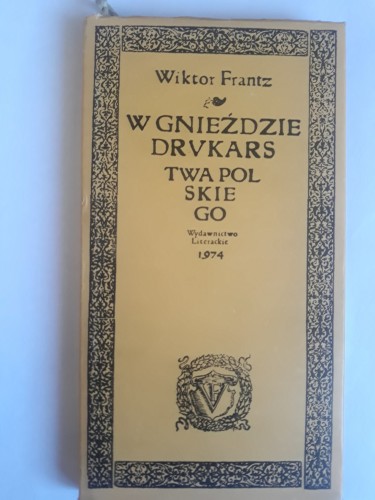 Wiktor Frantz
W GNIEŹDZIE
DRVKARS
TWA POL
SKIE
GO
Wydawnictwo
Literackie
1974